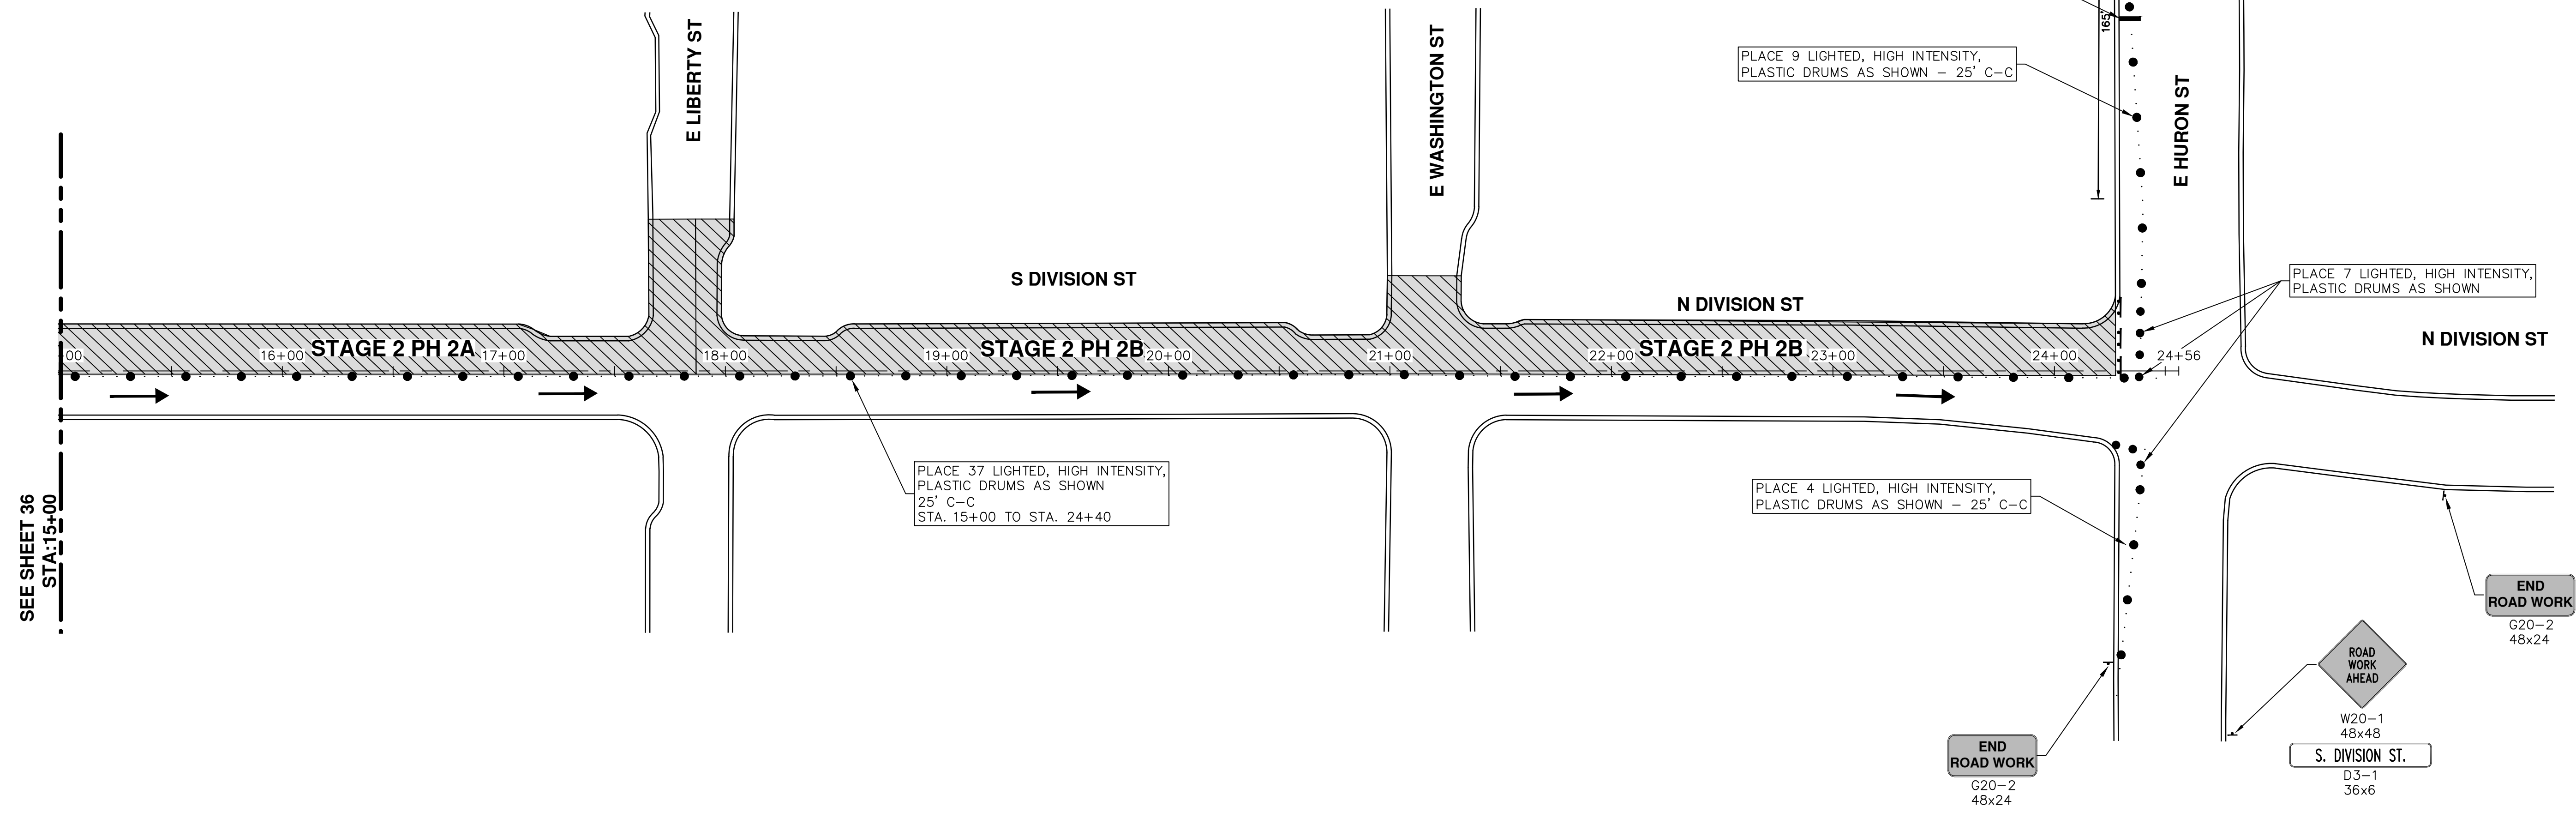 E LIBERTY ST
E WASHINGTON ST
165'
E HURON ST
PLACE 9 LIGHTED, HIGH INTENSITY,
PLASTIC DRUMS AS SHOWN – 25' C–C
PLACE 7 LIGHTED, HIGH INTENSITY,
PLASTIC DRUMS AS SHOWN
S DIVISION ST
N DIVISION ST
N DIVISION ST
STAGE 2 PH 2A
STAGE 2 PH 2B
STAGE 2 PH 2B
+00
16+00
17+00
18+00
19+00
20+00
21+00
22+00
23+00
24+00
24+56
PLACE 37 LIGHTED, HIGH INTENSITY,
PLASTIC DRUMS AS SHOWN
25' C–C
STA. 15+00 TO STA. 24+40
PLACE 4 LIGHTED, HIGH INTENSITY,
PLASTIC DRUMS AS SHOWN – 25' C–C
SEE SHEET 36
STA:15+00
END
ROAD WORK
G20–2
48x24
ROAD
WORK
AHEAD
W20–1
48x48
S. DIVISION ST.
D3–1
36x6
END
ROAD WORK
G20–2
48x24